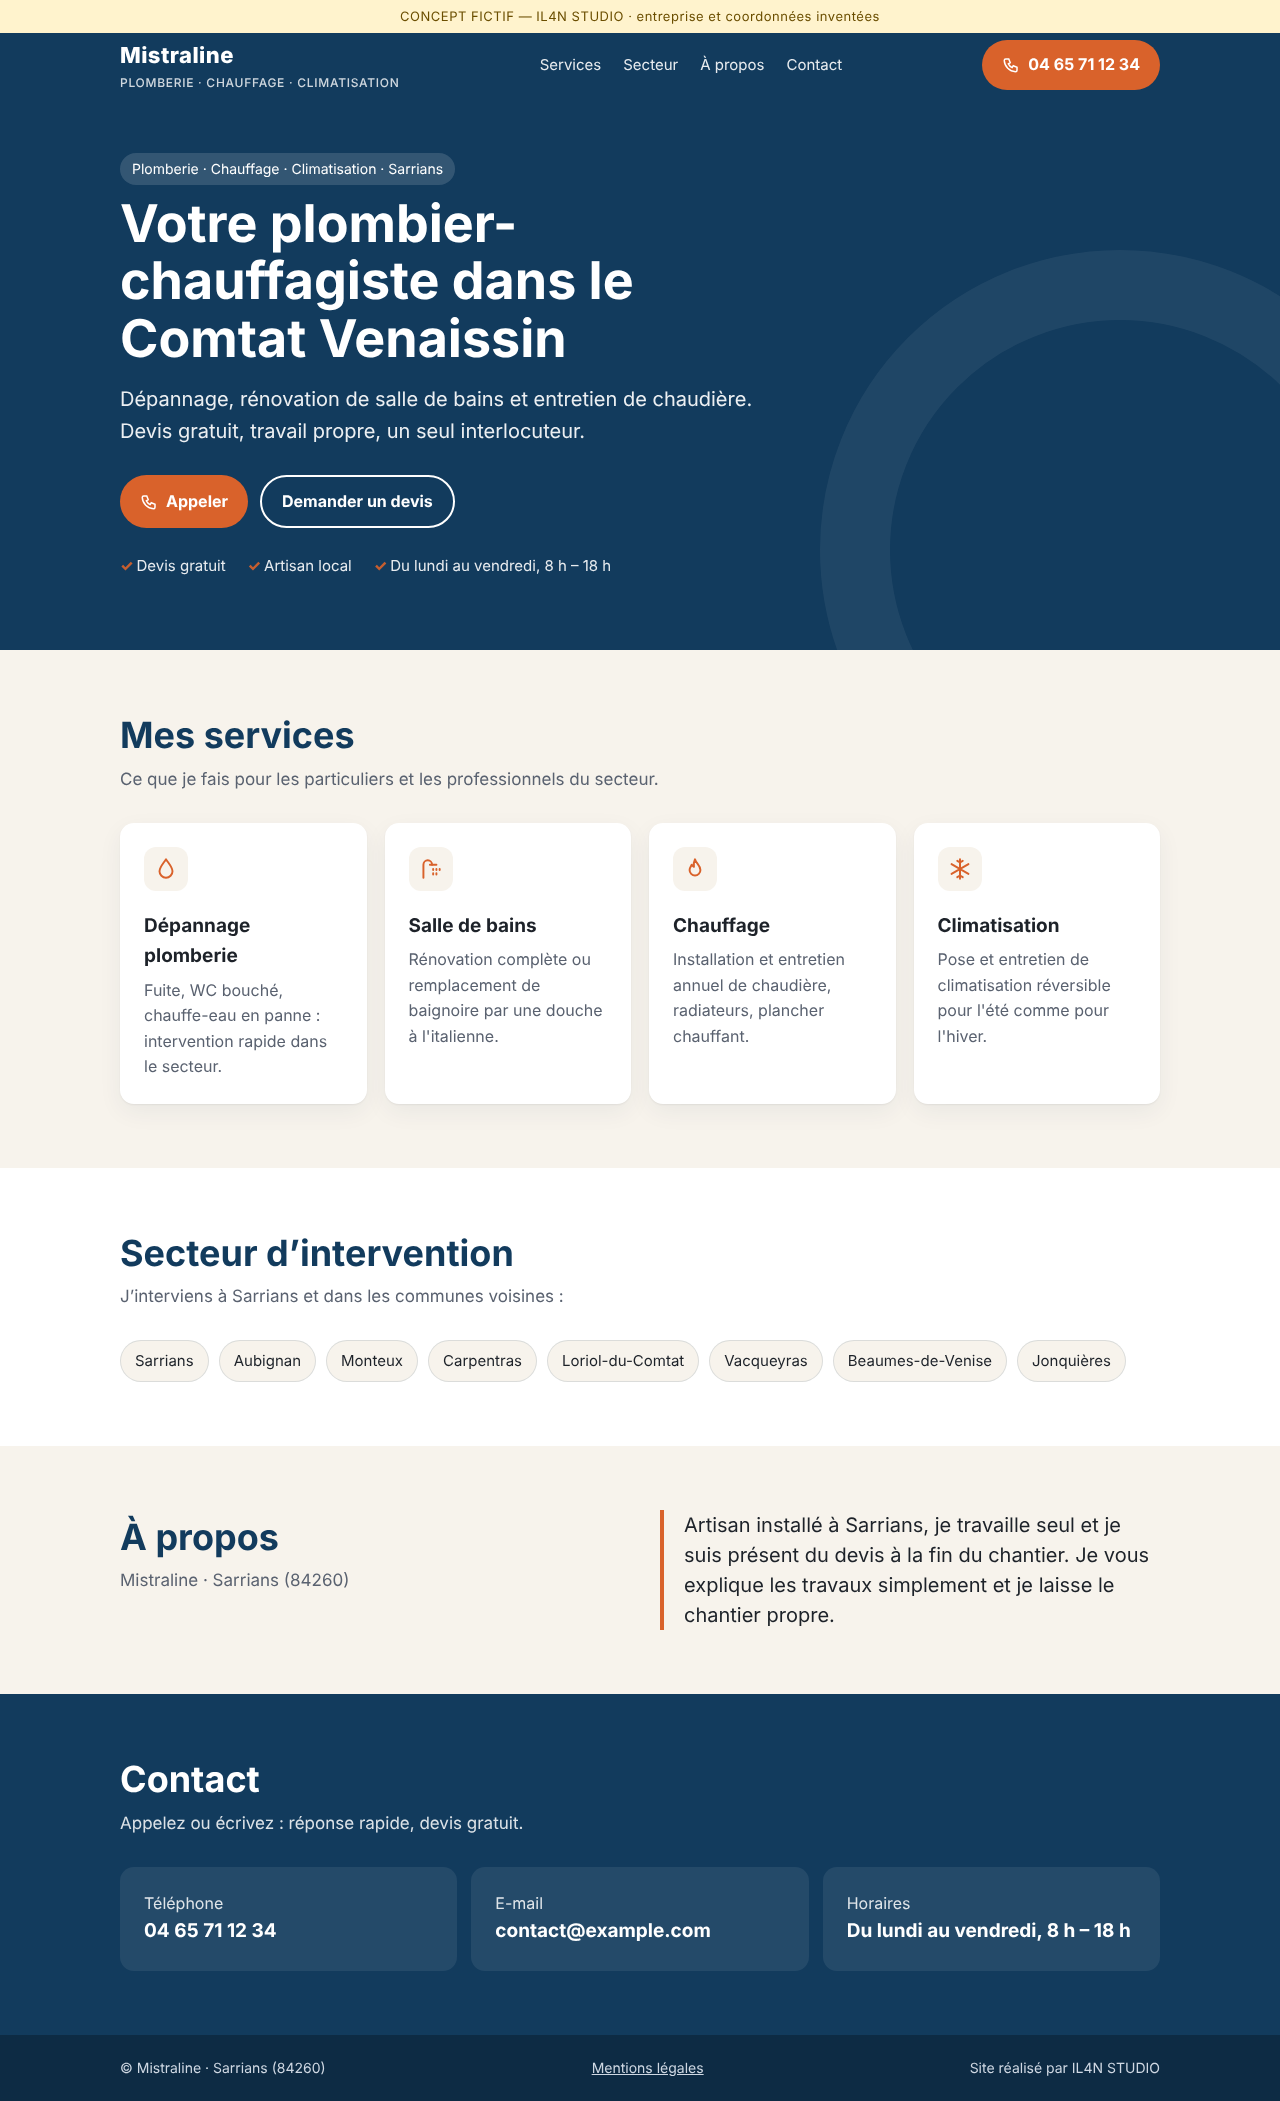 CONCEPT FICTIF — IL4N STUDIO · entreprise et coordonnées inventées
Mistraline
PLOMBERIE · CHAUFFAGE · CLIMATISATION
Services
Secteur
À propos
Contact
04 65 71 12 34
Plomberie · Chauffage · Climatisation · Sarrians
Votre plombier-
chauffagiste dans le
Comtat Venaissin
Dépannage, rénovation de salle de bains et entretien de chaudière.
Devis gratuit, travail propre, un seul interlocuteur.
Appeler
Demander un devis
✓ Devis gratuit
✓ Artisan local
✓ Du lundi au vendredi, 8 h – 18 h
Mes services
Ce que je fais pour les particuliers et les professionnels du secteur.
Dépannage
plomberie
Fuite, WC bouché,
chauffe-eau en panne :
intervention rapide dans
le secteur.
Salle de bains
Rénovation complète ou
remplacement de
baignoire par une douche
à l'italienne.
Chauffage
Installation et entretien
annuel de chaudière,
radiateurs, plancher
chauffant.
Climatisation
Pose et entretien de
climatisation réversible
pour l'été comme pour
l'hiver.
Secteur d’intervention
J’interviens à Sarrians et dans les communes voisines :
Sarrians
Aubignan
Monteux
Carpentras
Loriol-du-Comtat
Vacqueyras
Beaumes-de-Venise
Jonquières
À propos
Mistraline · Sarrians (84260)
Artisan installé à Sarrians, je travaille seul et je
suis présent du devis à la fin du chantier. Je vous
explique les travaux simplement et je laisse le
chantier propre.
Contact
Appelez ou écrivez : réponse rapide, devis gratuit.
Téléphone
04 65 71 12 34
E-mail
contact@example.com
Horaires
Du lundi au vendredi, 8 h – 18 h
© Mistraline · Sarrians (84260)
Mentions légales
Site réalisé par IL4N STUDIO